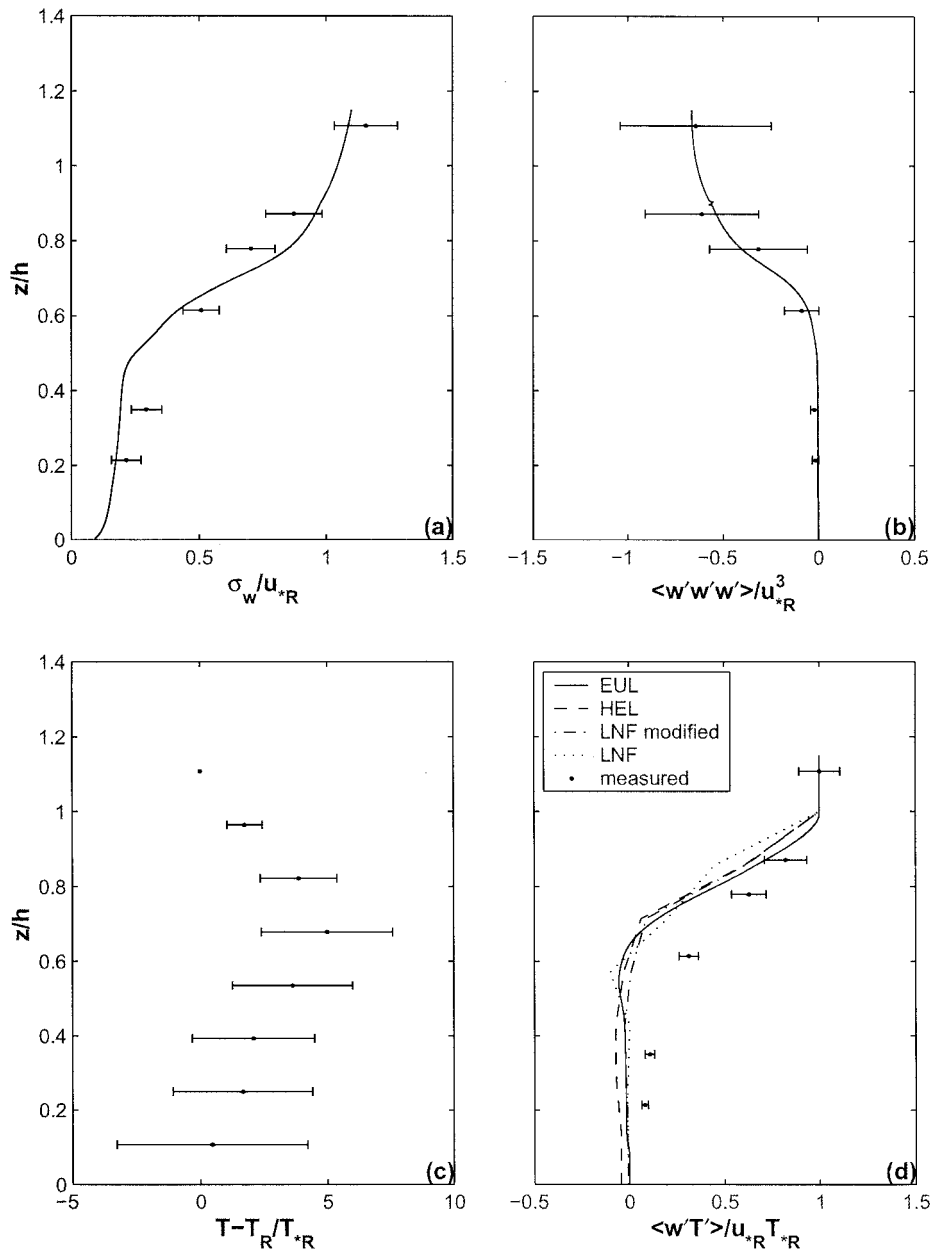 1.4
1.2
1
0.8
0.6
0.4
0.2
0
z/h
0 0.5 1 1.5
σw/u*R
(a)
−1.5 −1 −0.5 0 0.5
<w'w'w'>/u³*R
(b)
1.4
1.2
1
0.8
0.6
0.4
0.2
0
z/h
−5 0 5 10
T−TR/T*R
(c)
EUL
HEL
LNF modified
LNF
measured
−0.5 0 0.5 1 1.5
<w'T'>/u*RT*R
(d)